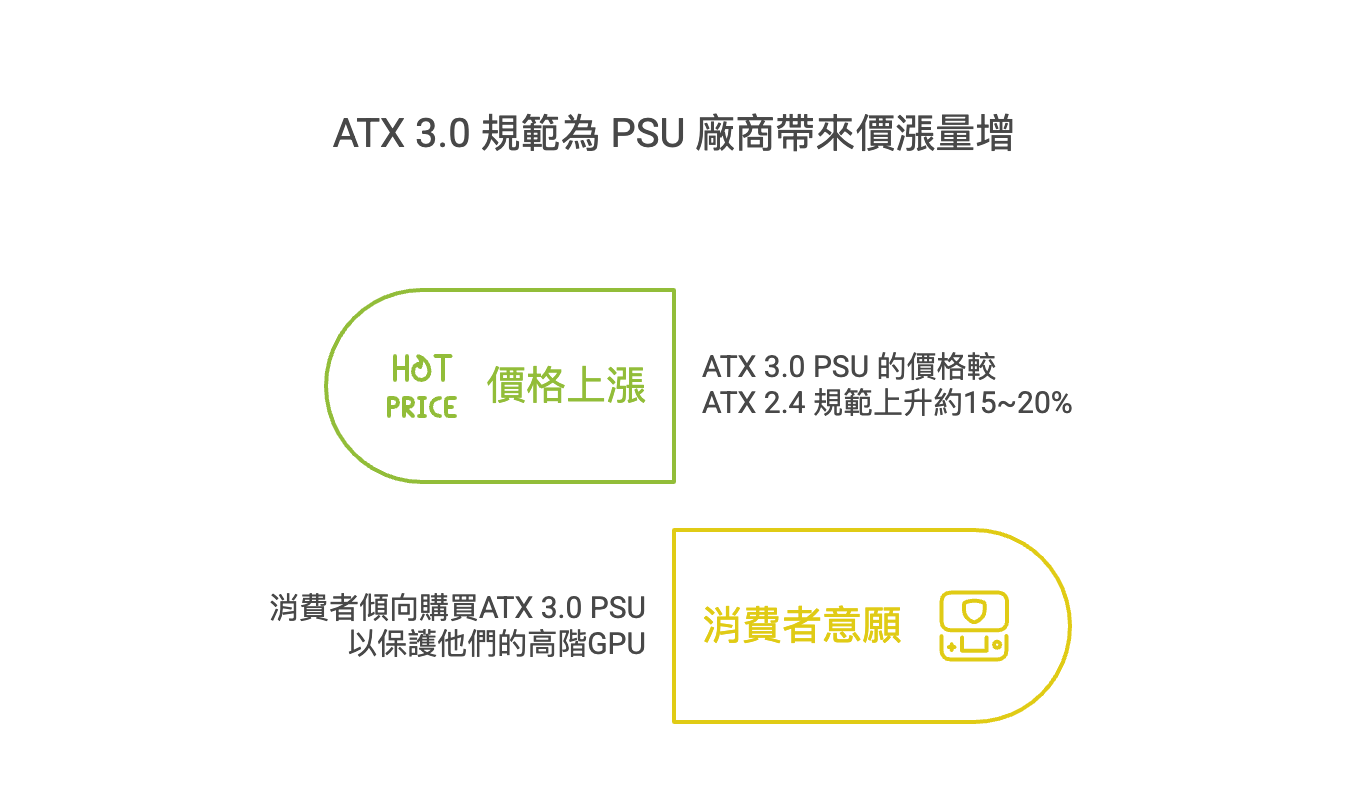 ATX 3.0 規範為 PSU 廠商帶來價漲量增
HOT
PRICE
價格上漲
ATX 3.0 PSU 的價格較
ATX 2.4 規範上升約15~20%
消費者傾向購買ATX 3.0 PSU
以保護他們的高階GPU
消費者意願